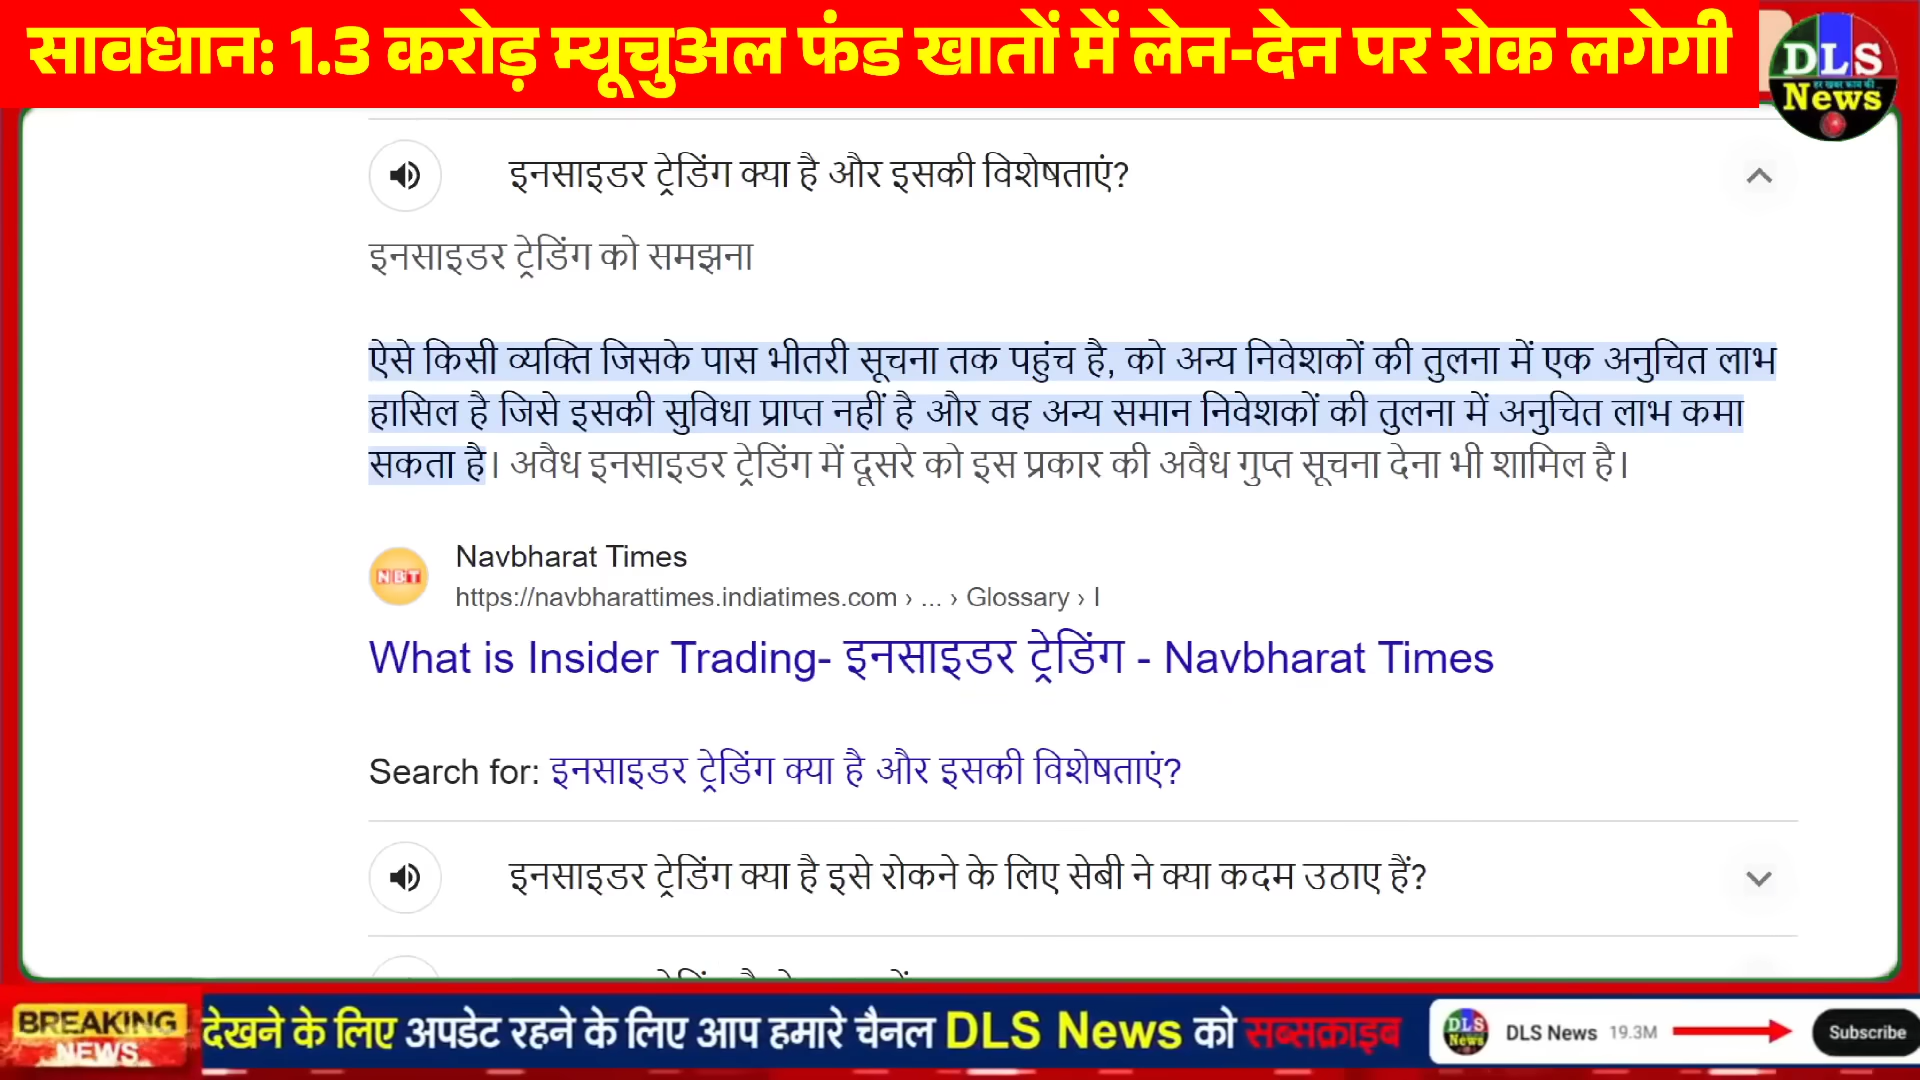 सावधान: 1.3 करोड़ म्यूचुअल फंड खातों में लेन-देन पर रोक लगेगी
DLS
हर खबर काम की
News
इनसाइडर ट्रेडिंग क्या है और इसकी विशेषताएं?
इनसाइडर ट्रेडिंग को समझना
ऐसे किसी व्यक्ति जिसके पास भीतरी सूचना तक पहुंच है, को अन्य निवेशकों की तुलना में एक अनुचित लाभ
हासिल है जिसे इसकी सुविधा प्राप्त नहीं है और वह अन्य समान निवेशकों की तुलना में अनुचित लाभ कमा
सकता है। अवैध इनसाइडर ट्रेडिंग में दूसरे को इस प्रकार की अवैध गुप्त सूचना देना भी शामिल है।
NBT
Navbharat Times
https://navbharattimes.indiatimes.com › ... › Glossary › I
What is Insider Trading- इनसाइडर ट्रेडिंग - Navbharat Times
Search for: इनसाइडर ट्रेडिंग क्या है और इसकी विशेषताएं?
इनसाइडर ट्रेडिंग क्या है इसे रोकने के लिए सेबी ने क्या कदम उठाए हैं?
BREAKING
NEWS
देखने के लिए अपडेट रहने के लिए आप हमारे चैनल DLS News को सब्सक्राइब
DLS
News
DLS News 19.3M
Subscribe